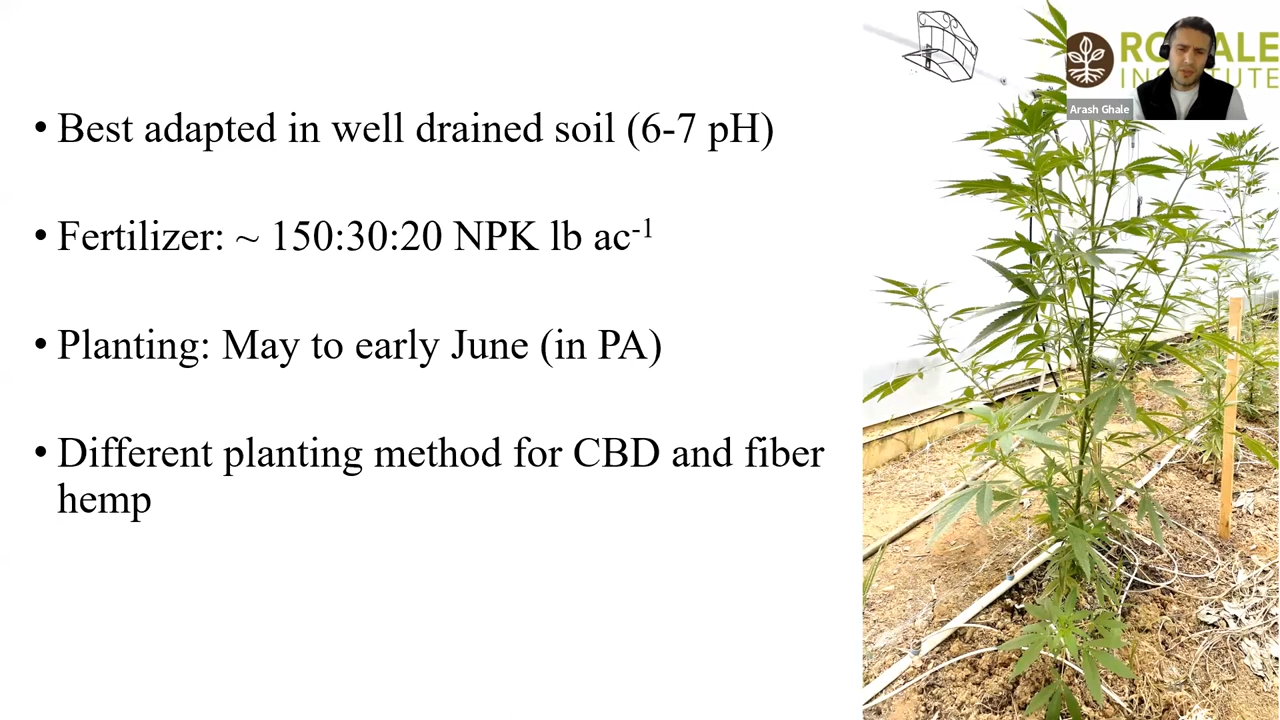 • Best adapted in well drained soil (6-7 pH)
• Fertilizer: ~ 150:30:20 NPK lb ac⁻¹
• Planting: May to early June (in PA)
• Different planting method for CBD and fiber
hemp
Arash Ghale